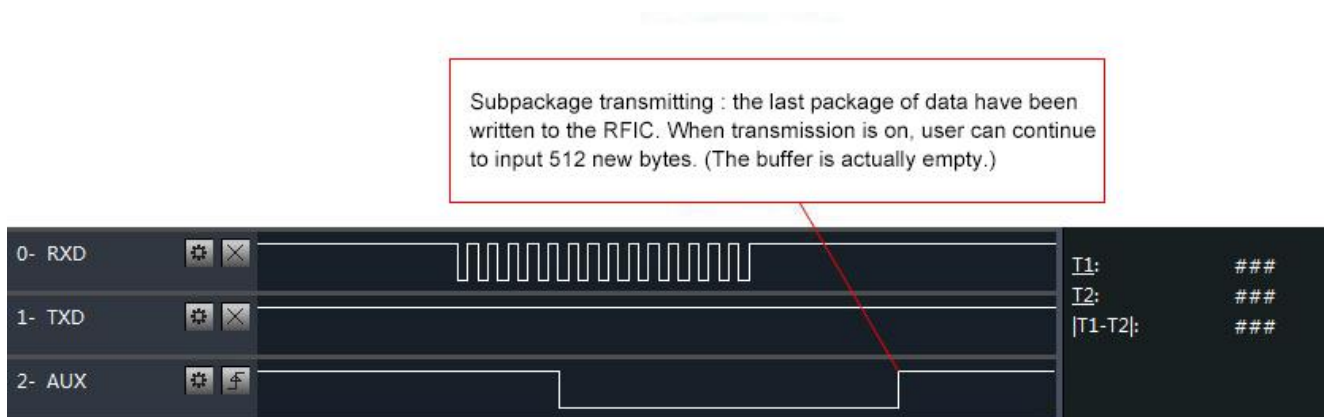 Subpackage transmitting : the last package of data have been
written to the RFIC. When transmission is on, user can continue
to input 512 new bytes. (The buffer is actually empty.)
0- RXD
T1: ###
T2: ###
1- TXD
|T1-T2|: ###
2- AUX